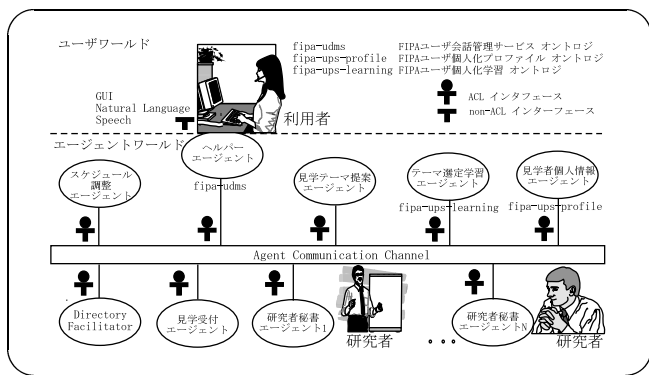 ユーザワールド
fipa-udms FIPAユーザ会話管理サービス オントロジ
fipa-ups-profile FIPAユーザ個人化プロファイル オントロジ
fipa-ups-learning FIPAユーザ個人化学習 オントロジ
GUI
Natural Language
Speech
利用者
ACL インタフェース
non-ACL インターフェース
エージェントワールド
ヘルパー
エージェント
fipa-udms
スケジュール
調整
エージェント
見学テーマ提案
エージェント
テーマ選定学習
エージェント
fipa-ups-learning
見学者個人情報
エージェント
fipa-ups-profile
Agent Communication Channel
Directory
Facilitator
見学受付
エージェント
研究者秘書
エージェント1
研究者
...
研究者秘書
エージェントN
研究者